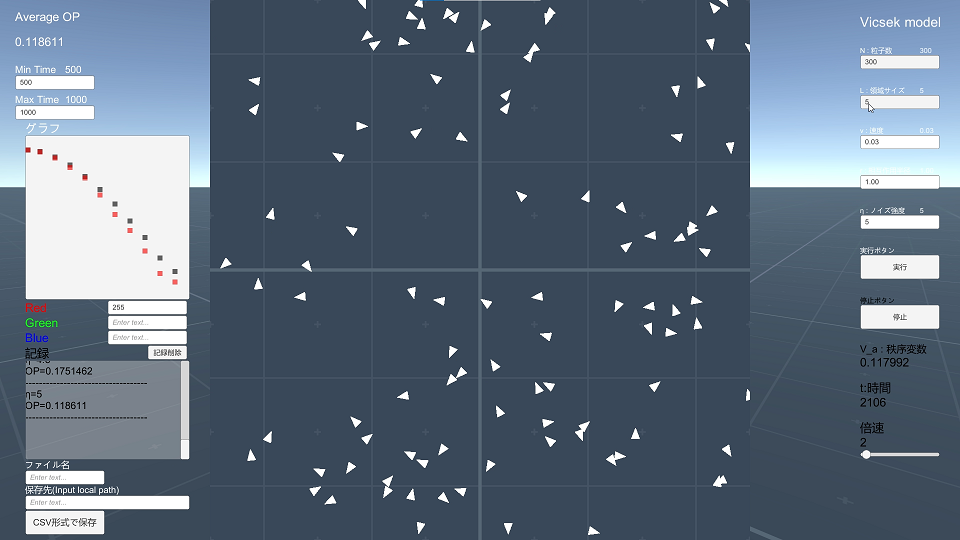 Average OP
0.118611
Min Time 500
500
Max Time 1000
1000
グラフ
Red
255
Green
Enter text...
Blue
Enter text...
記録
記録削除
OP=0.1751462
--------------------------------
η=5
OP=0.118611
--------------------------------
ファイル名
Enter text...
保存先(Input local path)
Enter text...
CSV形式で保存
Vicsek model
N : 粒子数 300
300
L : 領域サイズ 5
5
v : 速度 0.03
0.03
1.00
η : ノイズ強度 5
5
実行ボタン
実行
停止ボタン
停止
V_a : 秩序変数
0.117992
t:時間
2106
倍速
2